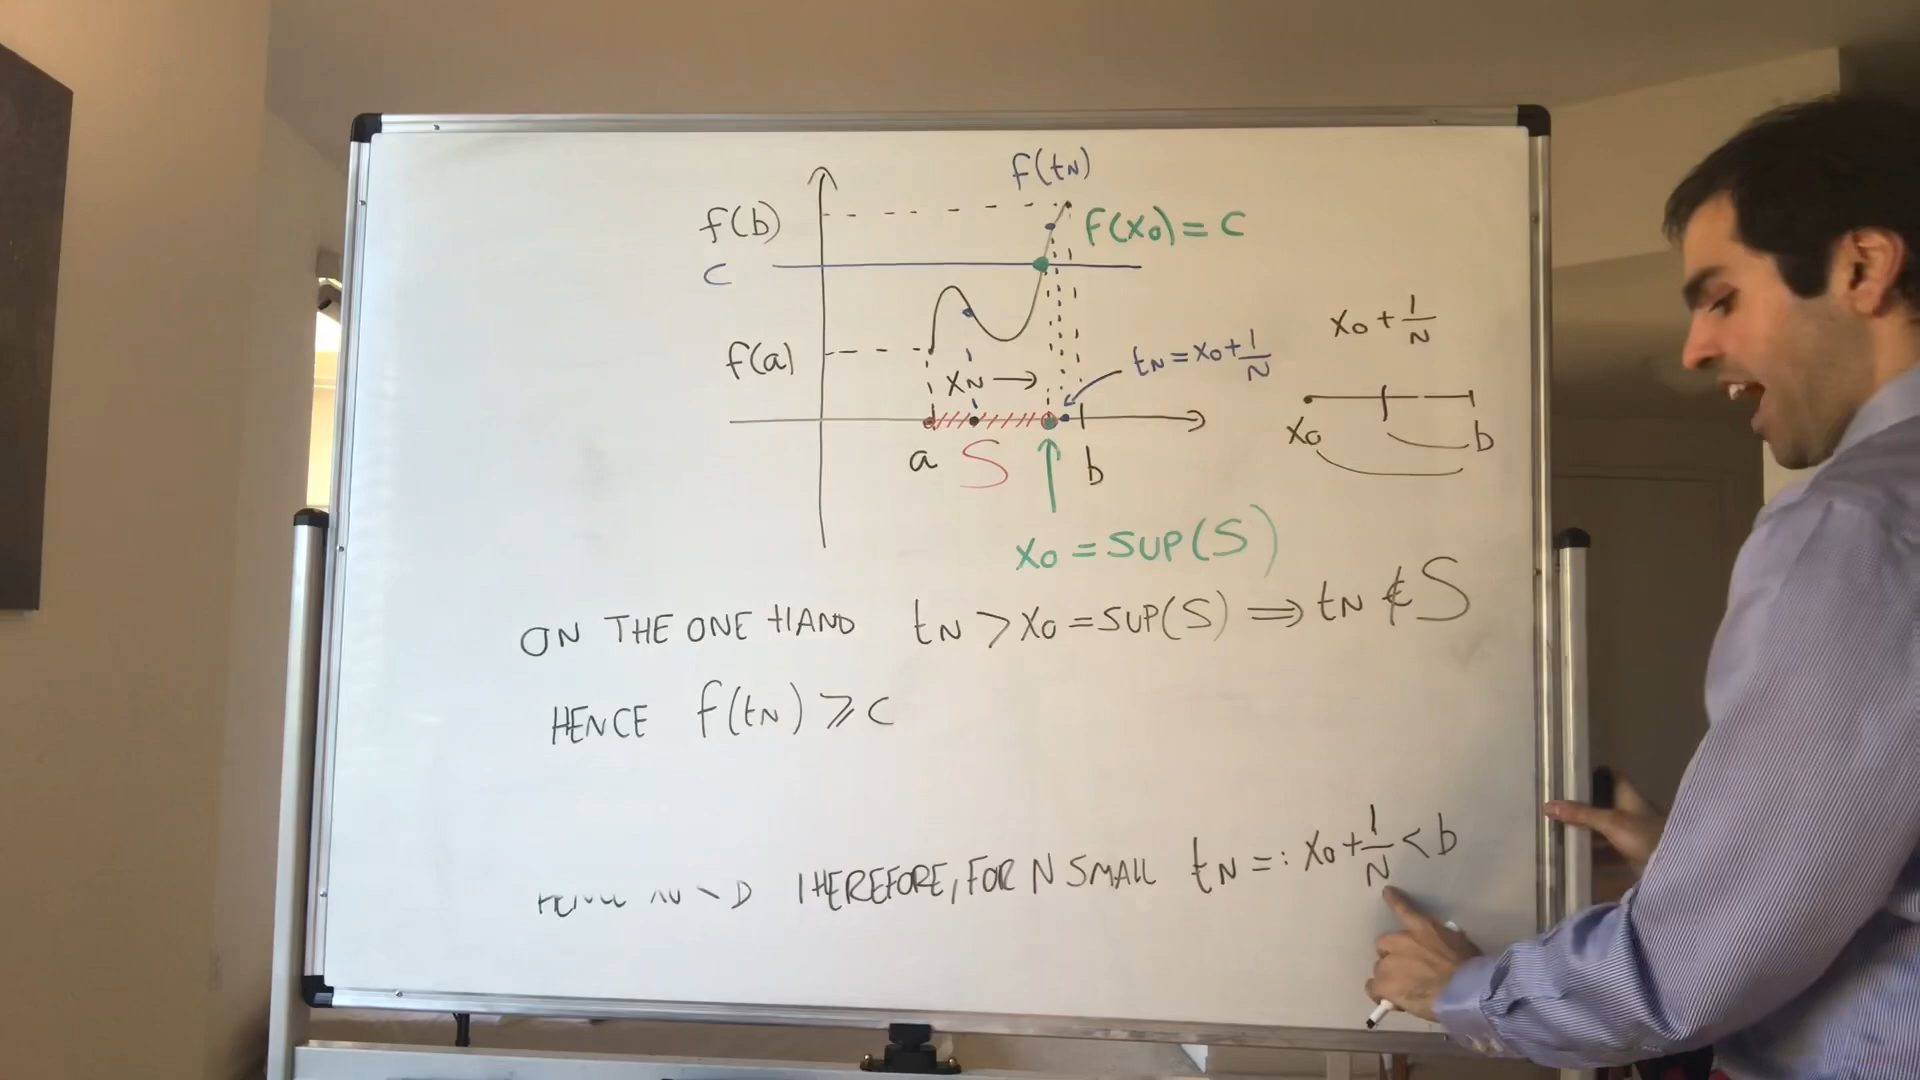 f(tN)
f(b)
f(x0) = c
c
x0 + 1/N
f(a)
tN = x0 + 1/N
xN →
x0
b
a
S
b
x0 = SUP(S)
ON THE ONE HAND tN > x0 = SUP(S) ⟹ tN ∉ S
HENCE f(tN) ⩾ c
THEREFORE, FOR N SMALL tN =: x0 + 1/N < b